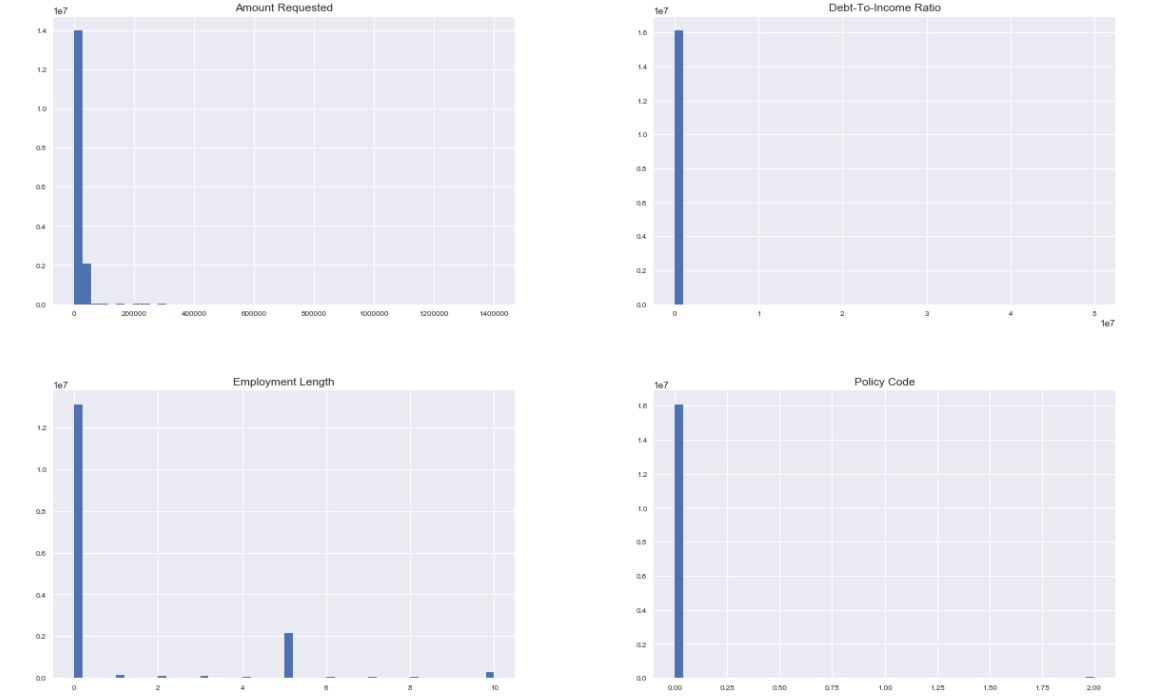 Amount Requested
1e7
1.4
1.2
1.0
0.8
0.6
0.4
0.2
0.0
0 200000 400000 600000 800000 1000000 1200000 1400000
Debt-To-Income Ratio
1e7
1.6
1.4
1.2
1.0
0.8
0.6
0.4
0.2
0.0
0 1 2 3 4 5
1e7
Employment Length
1e7
1.2
1.0
0.8
0.6
0.4
0.2
0.0
0 2 4 6 8 10
Policy Code
1e7
1.6
1.4
1.2
1.0
0.8
0.6
0.4
0.2
0.0
0.00 0.25 0.50 0.75 1.00 1.25 1.50 1.75 2.00